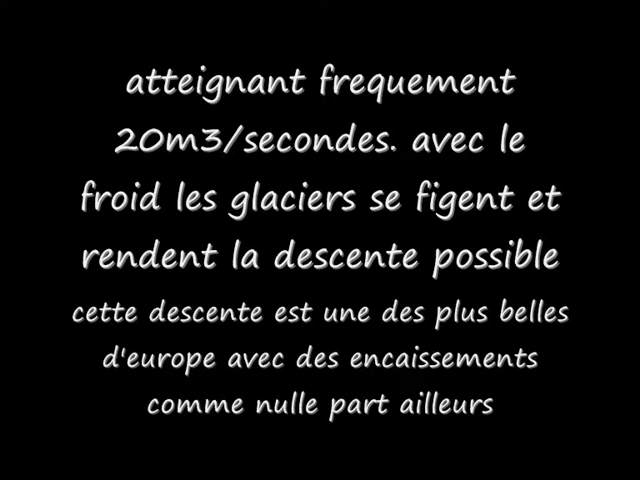 atteignant frequement
20m3/secondes. avec le
froid les glaciers se figent et
rendent la descente possible
cette descente est une des plus belles
d'europe avec des encaissements
comme nulle part ailleurs